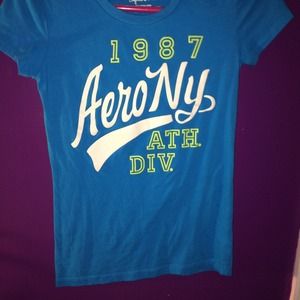 1987
AeroNy
ATH.
DIV.